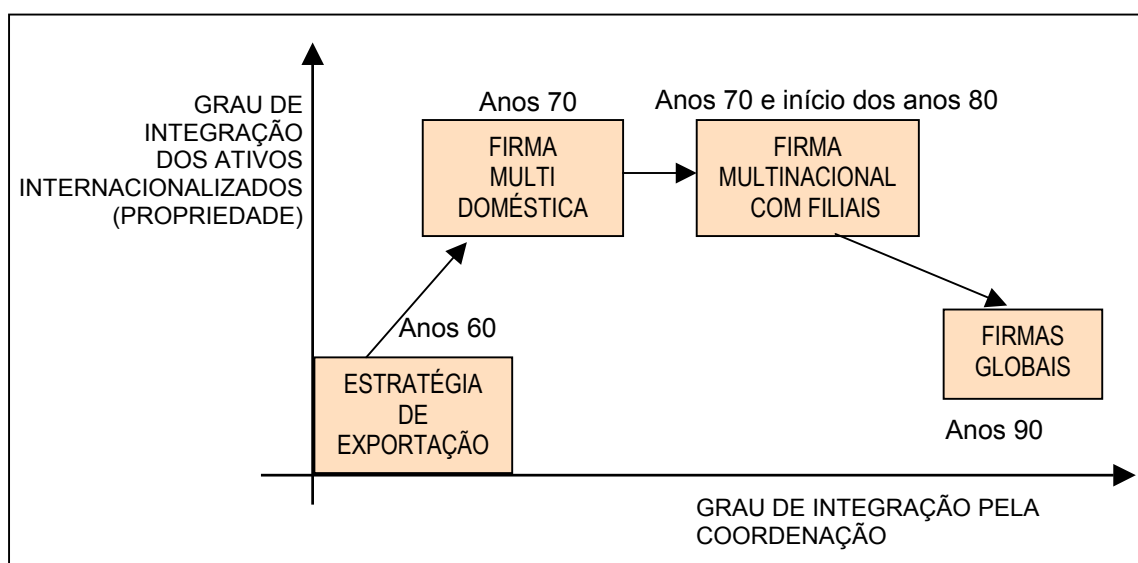 GRAU DE
INTEGRAÇÃO
DOS ATIVOS
INTERNACIONALIZADOS
(PROPRIEDADE)
Anos 70
FIRMA
MULTI
DOMÉSTICA
Anos 70 e início dos anos 80
FIRMA
MULTINACIONAL
COM FILIAIS
Anos 60
ESTRATÉGIA
DE
EXPORTAÇÃO
FIRMAS
GLOBAIS
Anos 90
GRAU DE INTEGRAÇÃO PELA
COORDENAÇÃO